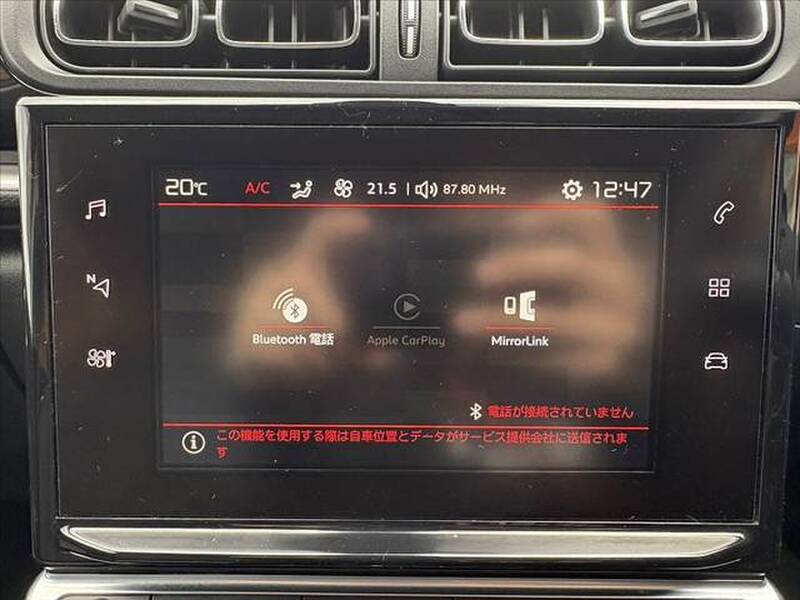 20℃ A/C 21.5 87.80 MHz 12:47
N
Bluetooth 電話 Apple CarPlay MirrorLink
電話が接続されていません
この機能を使用する際は自車位置とデータがサービス提供会社に送信されま
す